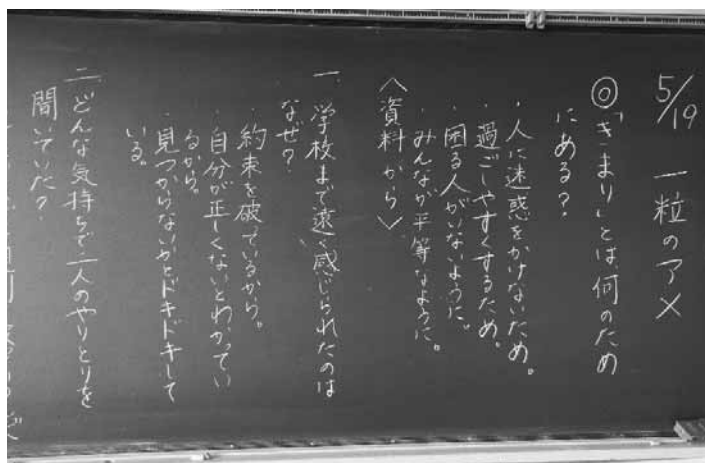 5/19 一粒のアメ
◎「きまり」とは何のため
にある?
・人に迷惑をかけないため。
・過ごしやすくするため。
・困る人がいないように。
・みんなが平等なように。
〈資料から〉
一.学校まで遠く感じられたのは
なぜ?
・約束を破っているから。
・自分が正しくないとわかってい
るから。
・見つからないかとドキドキして
いる。
二.どんな気持ちで二人のやりとりを
聞いていた?